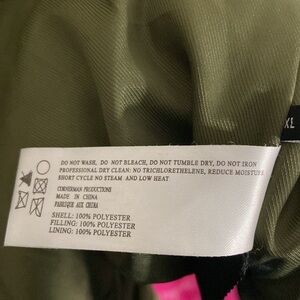 XL
DO NOT WASH, DO NOT BLEACH, DO NOT TUMBLE DRY, DO NOT IRON
PROFESSIONAL DRY CLEAN: NO TRICHLORETHELENE, REDUCE MOISTURE
SHORT CYCLE NO STEAM AND LOW HEAT
CORNERMAN PRODUCTIONS
MADE IN CHINA
FABRIQUE AUX CHINA
SHELL: 100% POLYESTER
FILLING: 100% POLYESTER
LINING: 100% POLYESTER